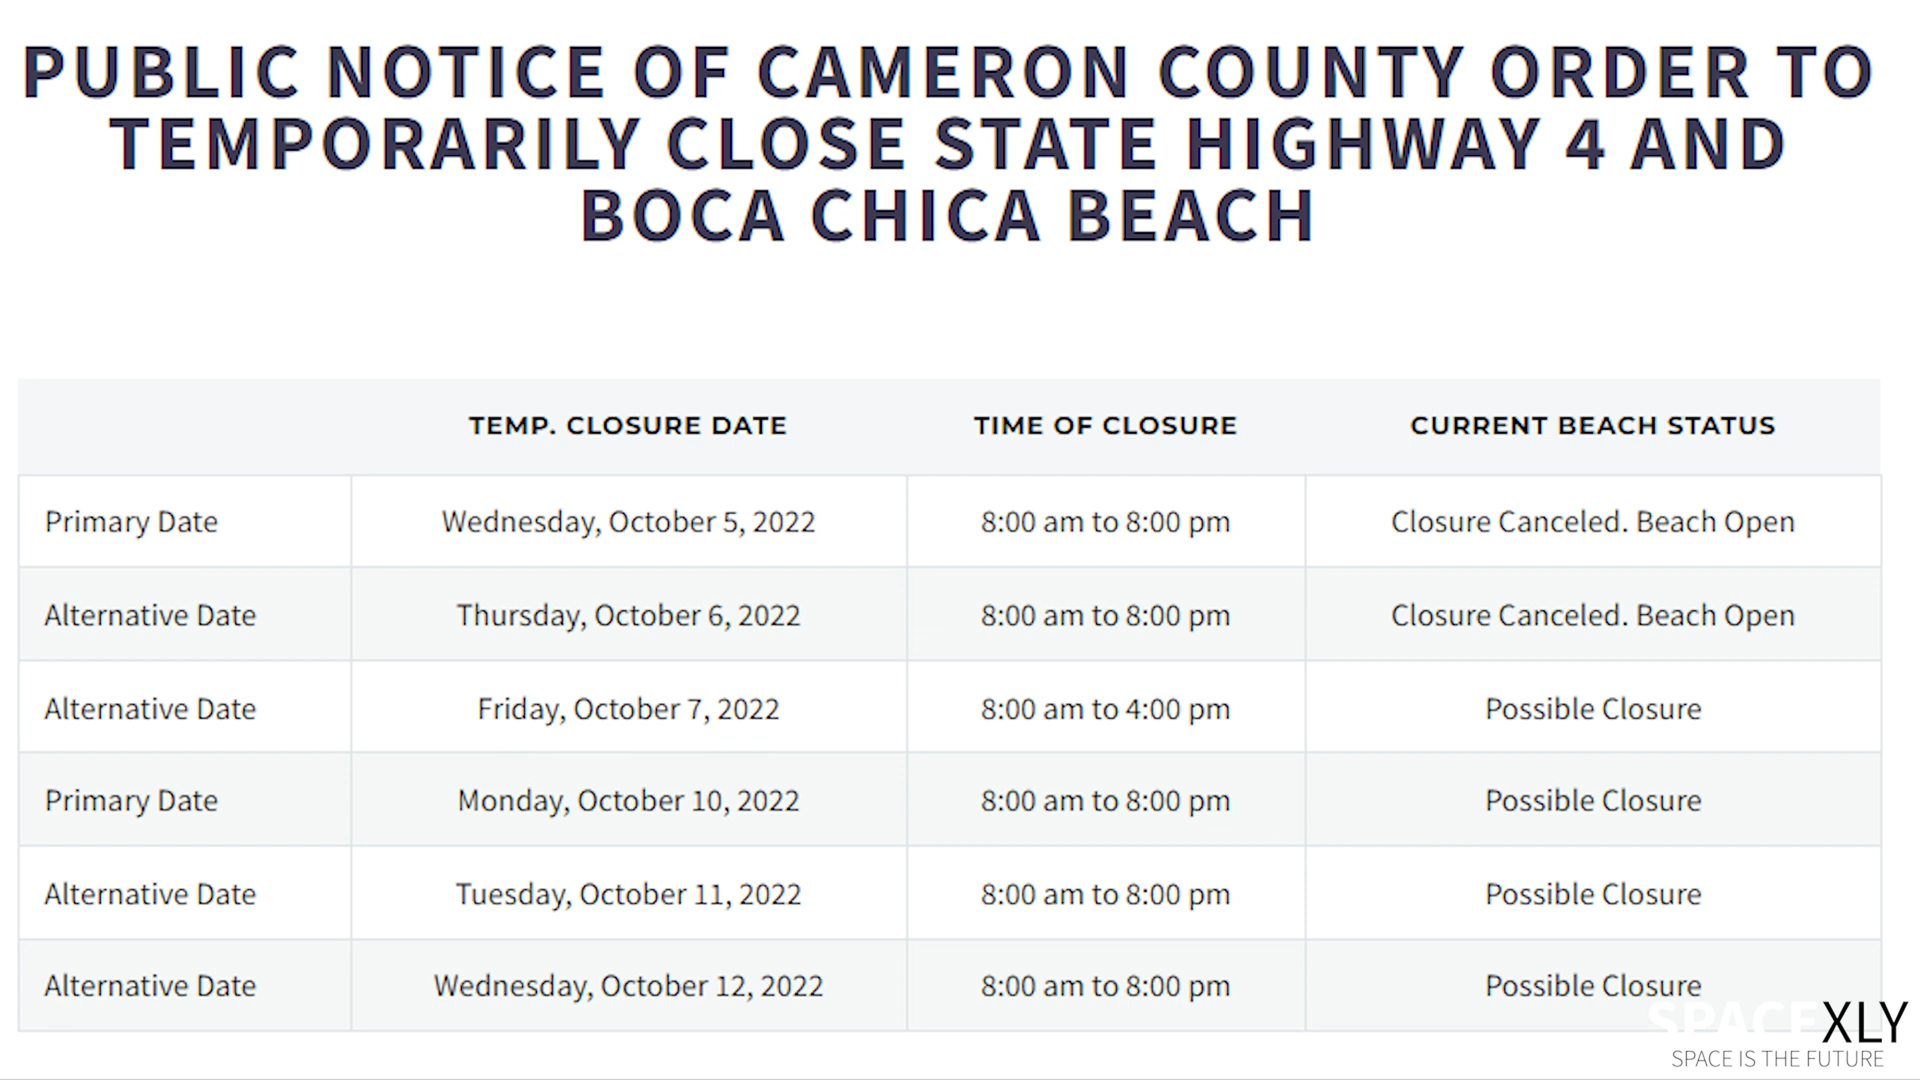 PUBLIC NOTICE OF CAMERON COUNTY ORDER TO
TEMPORARILY CLOSE STATE HIGHWAY 4 AND
BOCA CHICA BEACH
TEMP. CLOSURE DATE TIME OF CLOSURE CURRENT BEACH STATUS
Primary Date Wednesday, October 5, 2022 8:00 am to 8:00 pm Closure Canceled. Beach Open
Alternative Date Thursday, October 6, 2022 8:00 am to 8:00 pm Closure Canceled. Beach Open
Alternative Date Friday, October 7, 2022 8:00 am to 4:00 pm Possible Closure
Primary Date Monday, October 10, 2022 8:00 am to 8:00 pm Possible Closure
Alternative Date Tuesday, October 11, 2022 8:00 am to 8:00 pm Possible Closure
Alternative Date Wednesday, October 12, 2022 8:00 am to 8:00 pm Possible Closure
SPACEXLY
SPACE IS THE FUTURE